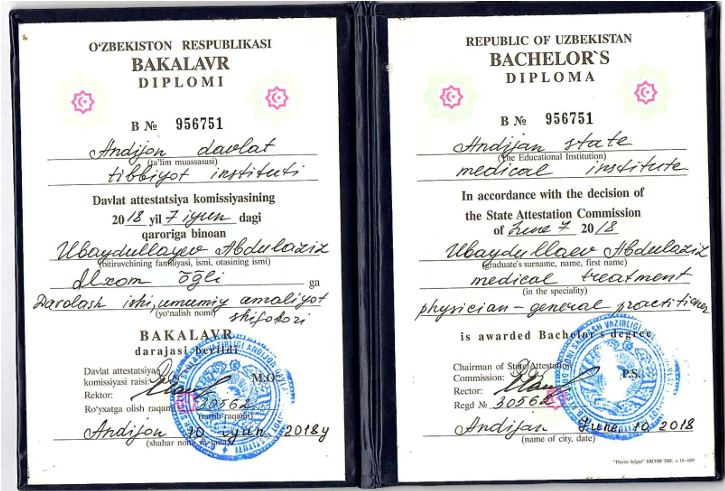 O‘ZBEKISTON RESPUBLIKASI
BAKALAVR
DIPLOMI
B № 956751
Andijon davlat
(ta'lim muassasasi)
tibbiyot instituti
Davlat attestatsiya komissiyasining
2018 yil 7 iyun dagi
qaroriga binoan
Ubaydullayev Abdulaziz
(bitiruvchining familiyasi, ismi, otasining ismi)
Ilxom o‘g‘li ga
Davolash ishi, umumiy amaliyot
(yo‘nalish nomi)
shifokori
BAKALAVR
darajasi berildi
Davlat attestatsiya
komissiyasi raisi:
M.O‘.
Rektor:
Ro‘yxatga olish raqami 30562
(tartib raqami)
Andijon 10 iyun 2018y
(shahar nomi
REPUBLIC OF UZBEKISTAN
BACHELOR`S
DIPLOMA
B № 956751
Andijan state
(The Educational Institution)
medical institute
In accordance with the decision of
the State Attestation Commission
of June 7 2018
Ubaydullaev Abdulaziz
(graduate's surname, name, first name)
medical treatment
(in the speciality)
physician - general practitioner
is awarded Bachelor's degree
Chairman of State Attestation
Commission:
P.S.
Rector:
Regd № 30562
Andijan June, 10 2018
(name of city, date)